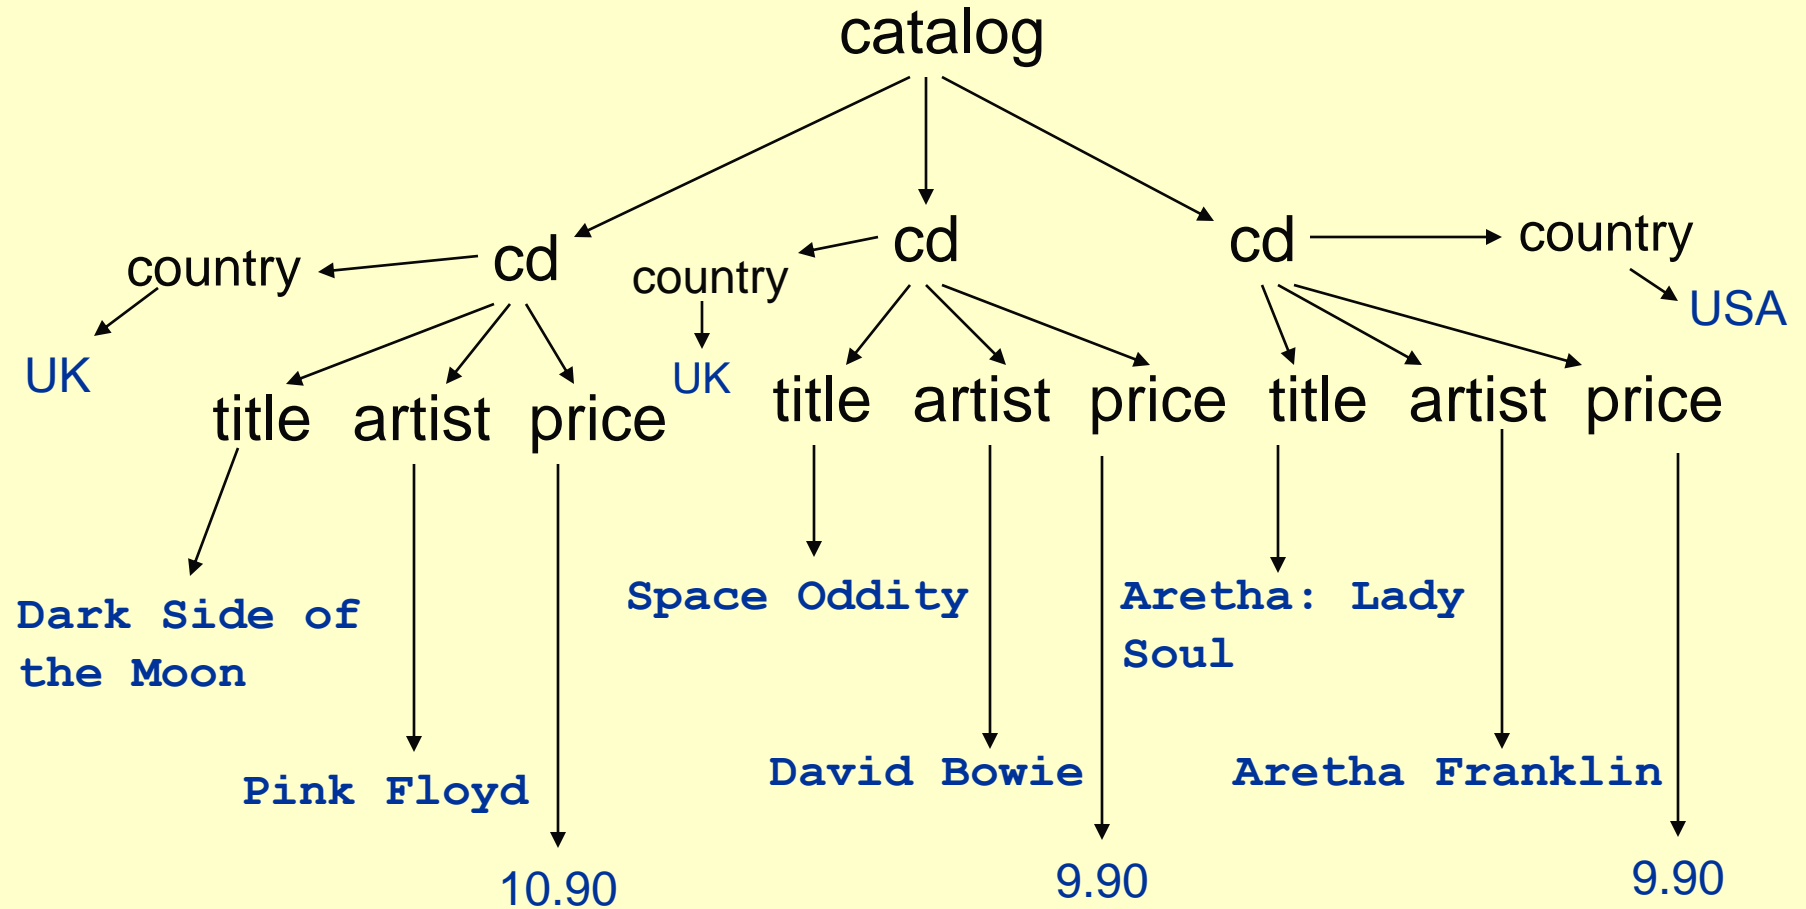 catalog
country
cd
country
cd
cd
country
UK
UK
USA
title artist price
title artist price
title artist price
Dark Side of
the Moon
Space Oddity
Aretha: Lady
Soul
Pink Floyd
David Bowie
Aretha Franklin
10.90
9.90
9.90